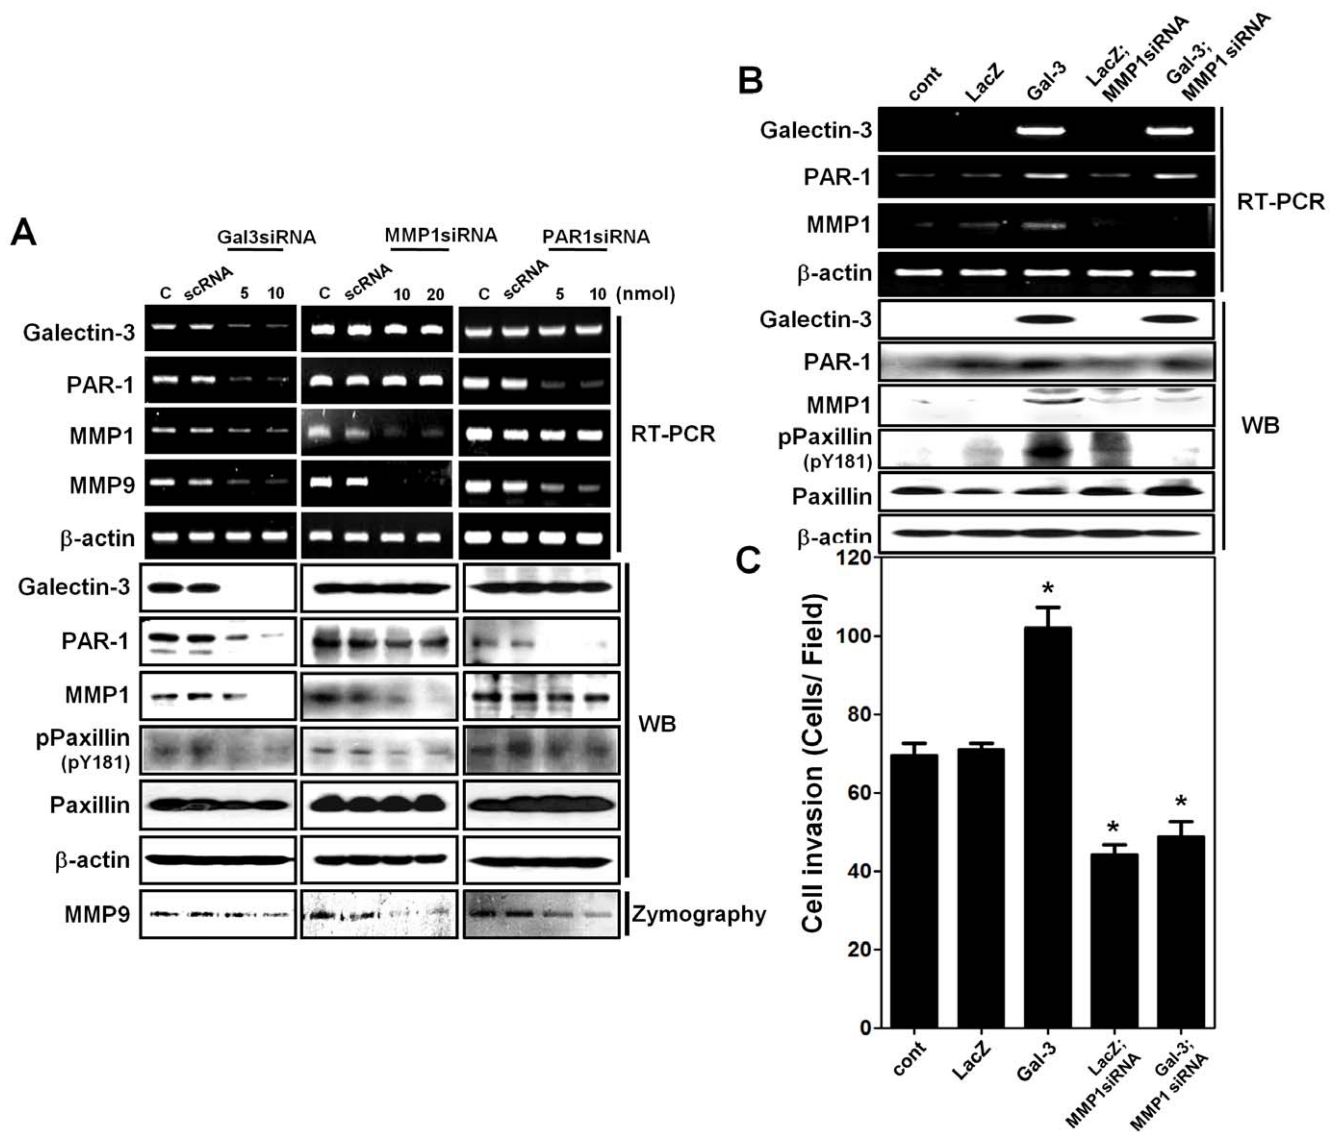 A
Gal3siRNA MMP1siRNA PAR1siRNA
C scRNA 5 10 C scRNA 10 20 C scRNA 5 10 (nmol)
Galectin-3
PAR-1
MMP1
MMP9
β-actin
RT-PCR
Galectin-3
PAR-1
MMP1
pPaxillin
(pY181)
Paxillin
β-actin
WB
MMP9
Zymography
B
cont LacZ Gal-3 LacZ; MMP1siRNA Gal-3; MMP1 siRNA
Galectin-3
PAR-1
MMP1
β-actin
RT-PCR
Galectin-3
PAR-1
MMP1
pPaxillin
(pY181)
Paxillin
β-actin
WB
C
Cell invasion (Cells/ Field)
120
100
80
60
40
20
0
*
*
*
cont LacZ Gal-3 LacZ; MMP1siRNA Gal-3; MMP1 siRNA